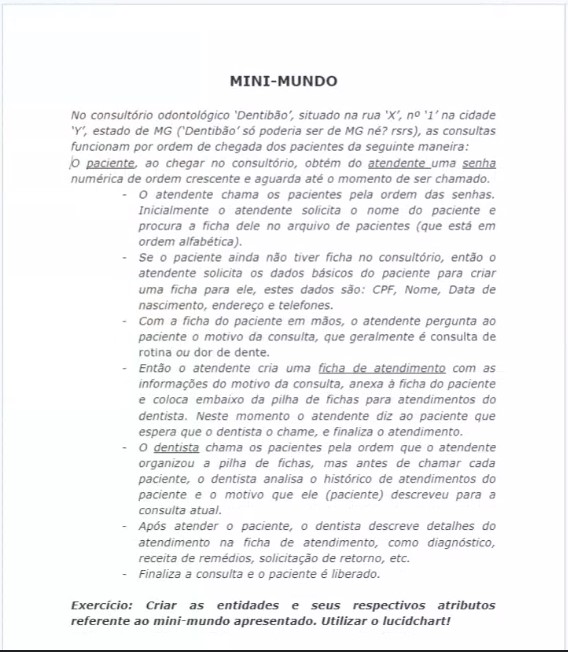 MINI-MUNDO
No consultório odontológico ‘Dentibão’, situado na rua ‘X’, nº ‘1’ na cidade
‘Y’, estado de MG (‘Dentibão’ só poderia ser de MG né? rsrs), as consultas
funcionam por ordem de chegada dos pacientes da seguinte maneira:
O paciente, ao chegar no consultório, obtém do atendente uma senha
numérica de ordem crescente e aguarda até o momento de ser chamado.
- O atendente chama os pacientes pela ordem das senhas.
Inicialmente o atendente solicita o nome do paciente e
procura a ficha dele no arquivo de pacientes (que está em
ordem alfabética).
- Se o paciente ainda não tiver ficha no consultório, então o
atendente solicita os dados básicos do paciente para criar
uma ficha para ele, estes dados são: CPF, Nome, Data de
nascimento, endereço e telefones.
- Com a ficha do paciente em mãos, o atendente pergunta ao
paciente o motivo da consulta, que geralmente é consulta de
rotina ou dor de dente.
- Então o atendente cria uma ficha de atendimento com as
informações do motivo da consulta, anexa à ficha do paciente
e coloca embaixo da pilha de fichas para atendimentos do
dentista. Neste momento o atendente diz ao paciente que
espera que o dentista o chame, e finaliza o atendimento.
- O dentista chama os pacientes pela ordem que o atendente
organizou a pilha de fichas, mas antes de chamar cada
paciente, o dentista analisa o histórico de atendimentos do
paciente e o motivo que ele (paciente) descreveu para a
consulta atual.
- Após atender o paciente, o dentista descreve detalhes do
atendimento na ficha de atendimento, como diagnóstico,
receita de remédios, solicitação de retorno, etc.
- Finaliza a consulta e o paciente é liberado.
Exercício: Criar as entidades e seus respectivos atributos
referente ao mini-mundo apresentado. Utilizar o lucidchart!